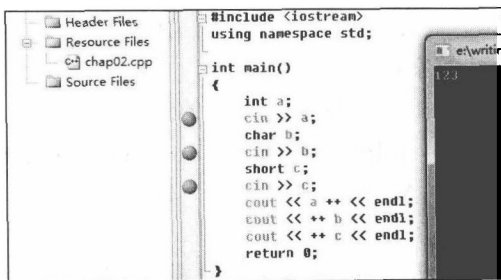 Header Files
Resource Files
chap02.cpp
Source Files
#include <iostream>
using namespace std;
int main()
{
int a;
cin >> a;
char b;
cin >> b;
short c;
cin >> c;
cout << a ++ << endl;
cout << ++ b << endl;
cout << ++ c << endl;
return 0;
}
e:\writin
123